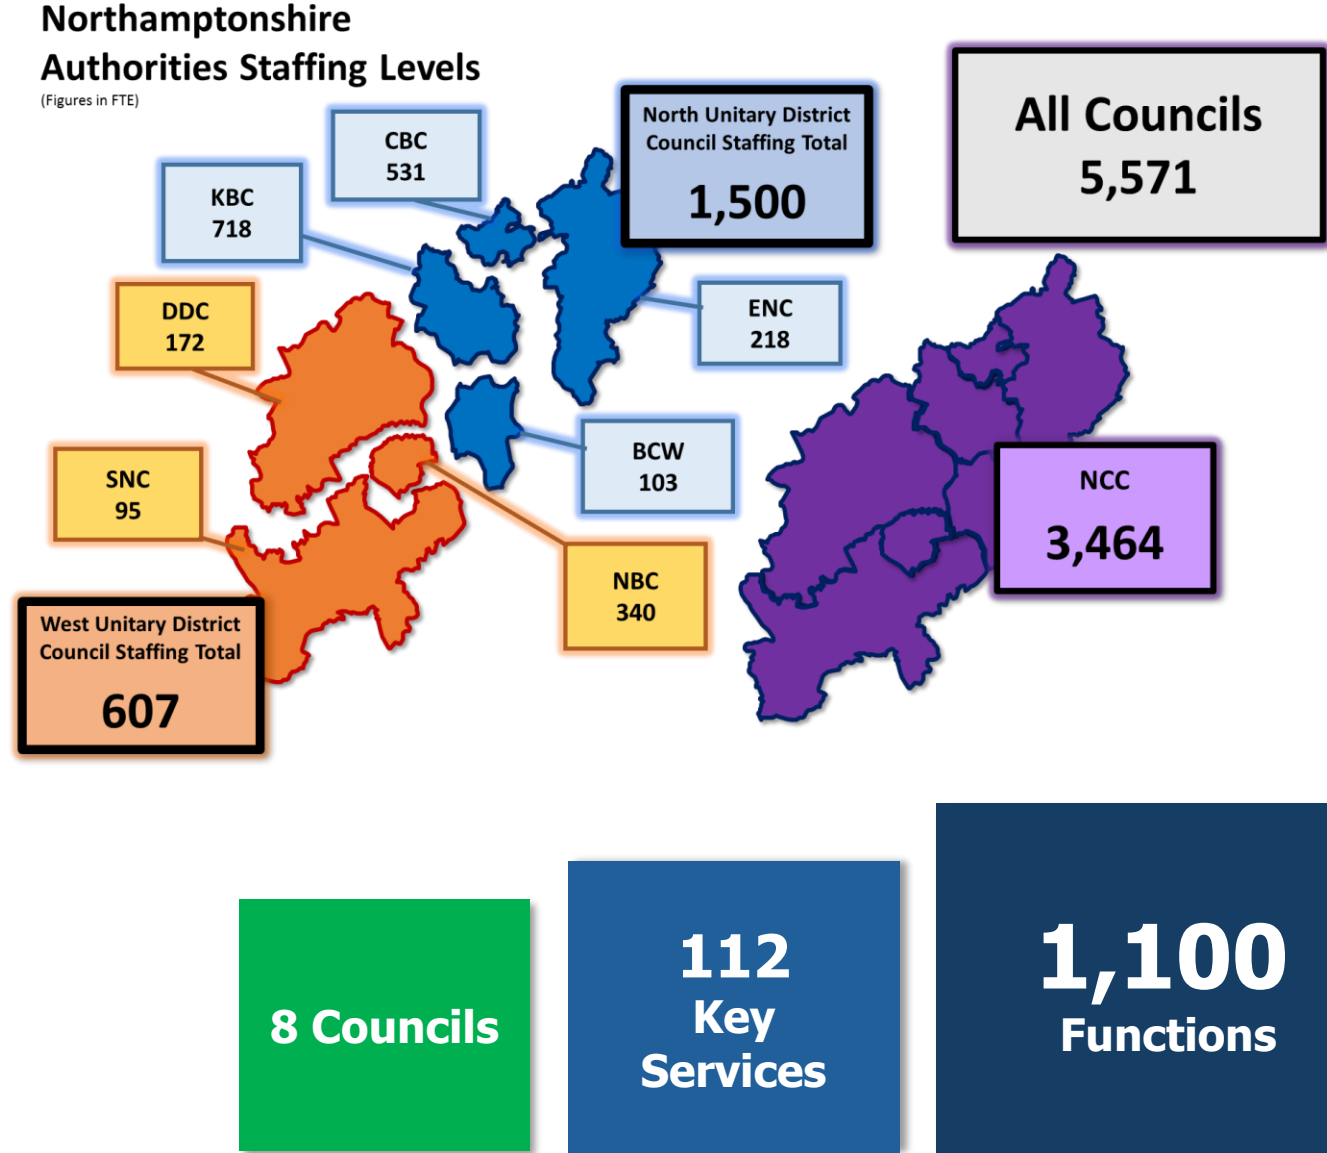 Northamptonshire
Authorities Staffing Levels
(Figures in FTE)
CBC
531
KBC
718
DDC
172
SNC
95
West Unitary District
Council Staffing Total
607
North Unitary District
Council Staffing Total
1,500
ENC
218
BCW
103
NBC
340
All Councils
5,571
NCC
3,464
8 Councils
112
Key
Services
1,100
Functions